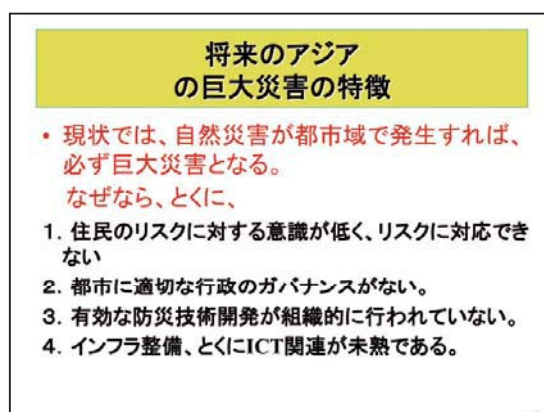 将来のアジア
の巨大災害の特徴
• 現状では、自然災害が都市域で発生すれば、
必ず巨大災害となる。
なぜなら、とくに、
1. 住民のリスクに対する意識が低く、リスクに対応でき
ない
2. 都市に適切な行政のガバナンスがない。
3. 有効な防災技術開発が組織的に行われていない。
4. インフラ整備、とくにICT関連が未熟である。